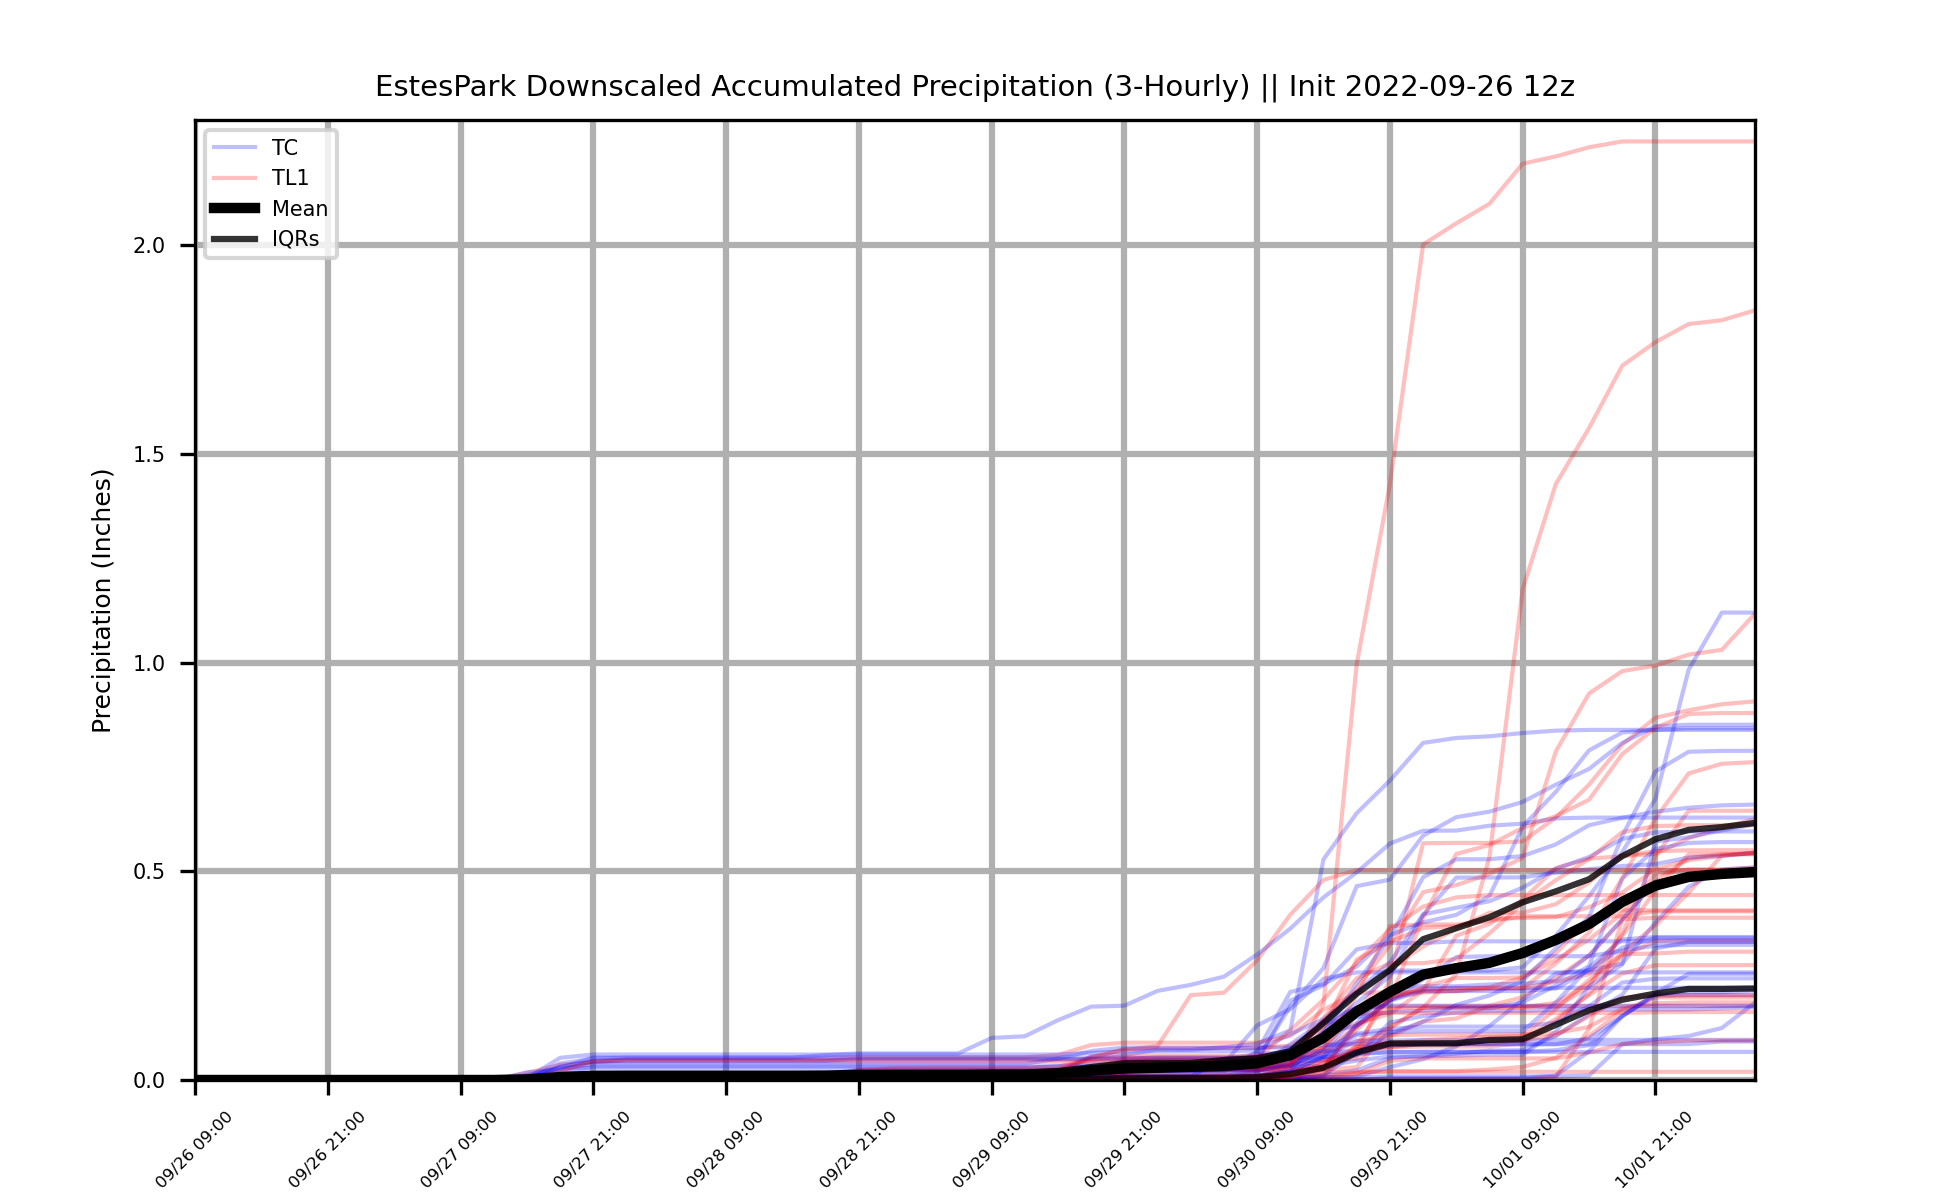 EstesPark Downscaled Accumulated Precipitation (3-Hourly) || Init 2022-09-26 12z
TC
TL1
Mean
IQRs
Precipitation (Inches)
2.0
1.5
1.0
0.5
0.0
09/26 09:00
09/26 21:00
09/27 09:00
09/27 21:00
09/28 09:00
09/28 21:00
09/29 09:00
09/29 21:00
09/30 09:00
09/30 21:00
10/01 09:00
10/01 21:00